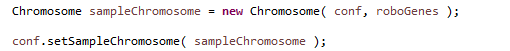 Chromosome sampleChromosome = new Chromosome( conf, roboGenes );
conf.setSampleChromosome( sampleChromosome );